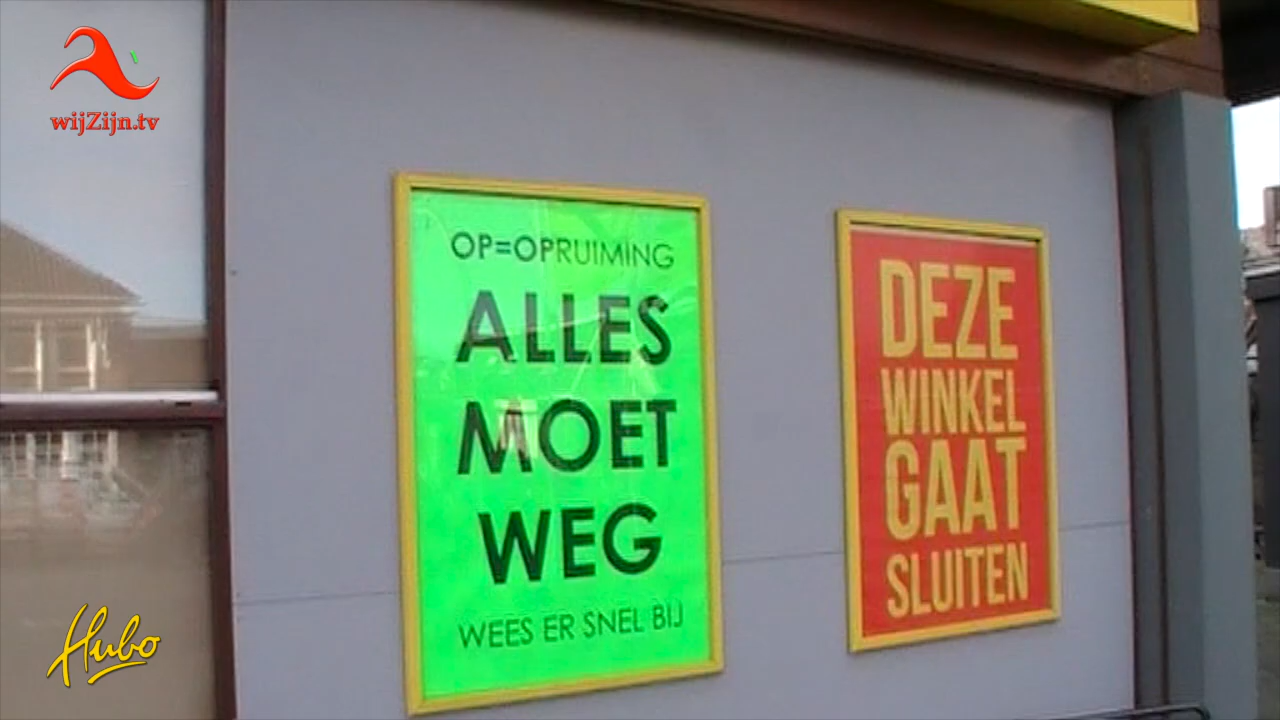 wijZijn.tv
OP=OPRUIMING
ALLES
MOET
WEG
WEES ER SNEL BIJ
DEZE
WINKEL
GAAT
SLUITEN
Hubo